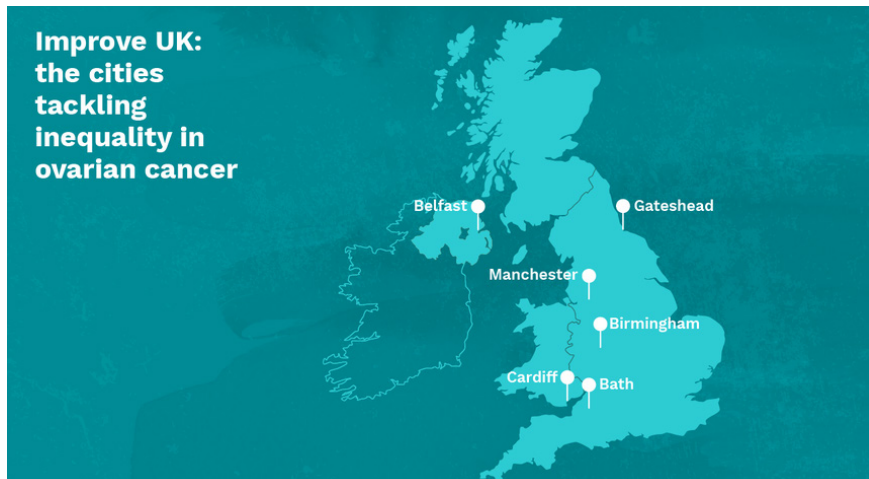 Improve UK:
the cities
tackling
inequality in
ovarian cancer
Belfast
Gateshead
Manchester
Birmingham
Cardiff
Bath